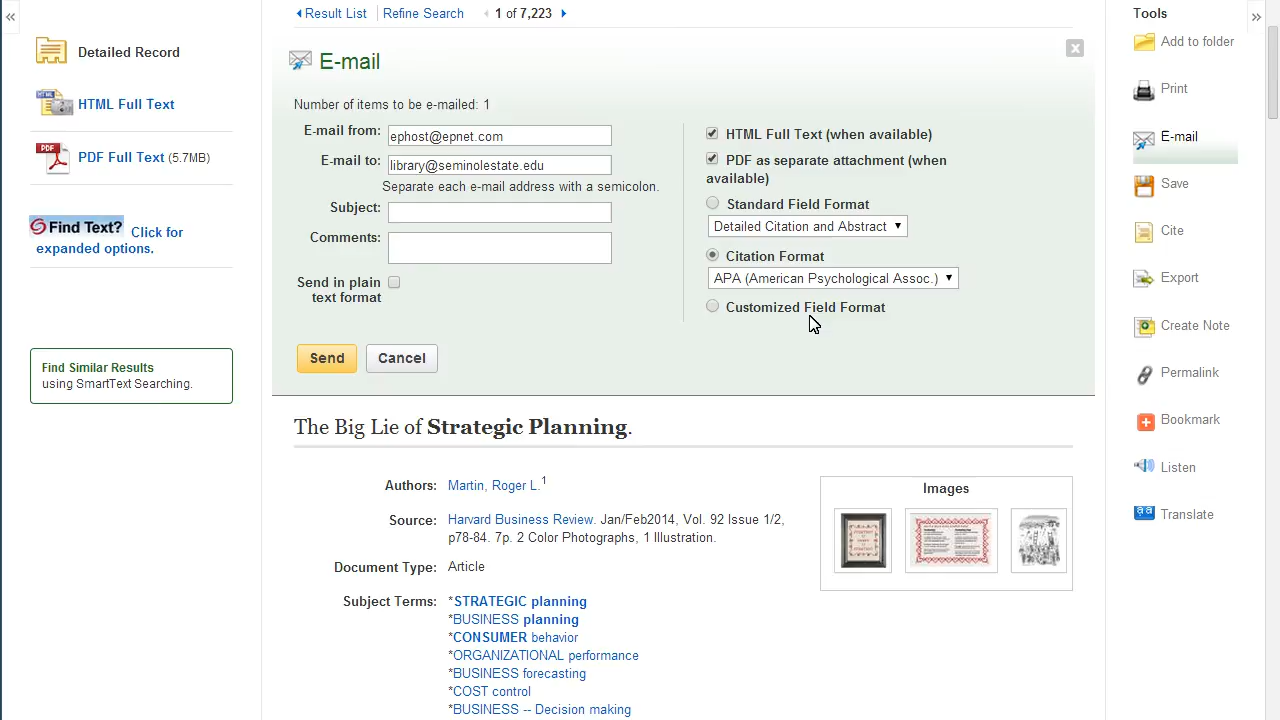 «
Detailed Record
HTML Full Text
PDF Full Text (5.7MB)
Find Text? Click for
expanded options.
Find Similar Results
using SmartText Searching.
Result List Refine Search 1 of 7,223
E-mail
x
Number of items to be e-mailed: 1
E-mail from: ephost@epnet.com
E-mail to: library@seminolestate.edu
Separate each e-mail address with a semicolon.
Subject:
Comments:
Send in plain
text format
HTML Full Text (when available)
PDF as separate attachment (when
available)
Standard Field Format
Detailed Citation and Abstract
Citation Format
APA (American Psychological Assoc.)
Customized Field Format
Send Cancel
The Big Lie of Strategic Planning.
Authors: Martin, Roger L.1
Source: Harvard Business Review. Jan/Feb2014, Vol. 92 Issue 1/2,
p78-84. 7p. 2 Color Photographs, 1 Illustration.
Document Type: Article
Subject Terms: *STRATEGIC planning
*BUSINESS planning
*CONSUMER behavior
*ORGANIZATIONAL performance
*BUSINESS forecasting
*COST control
*BUSINESS -- Decision making
Images
Tools
»
Add to folder
Print
E-mail
Save
Cite
Export
Create Note
Permalink
Bookmark
Listen
Translate